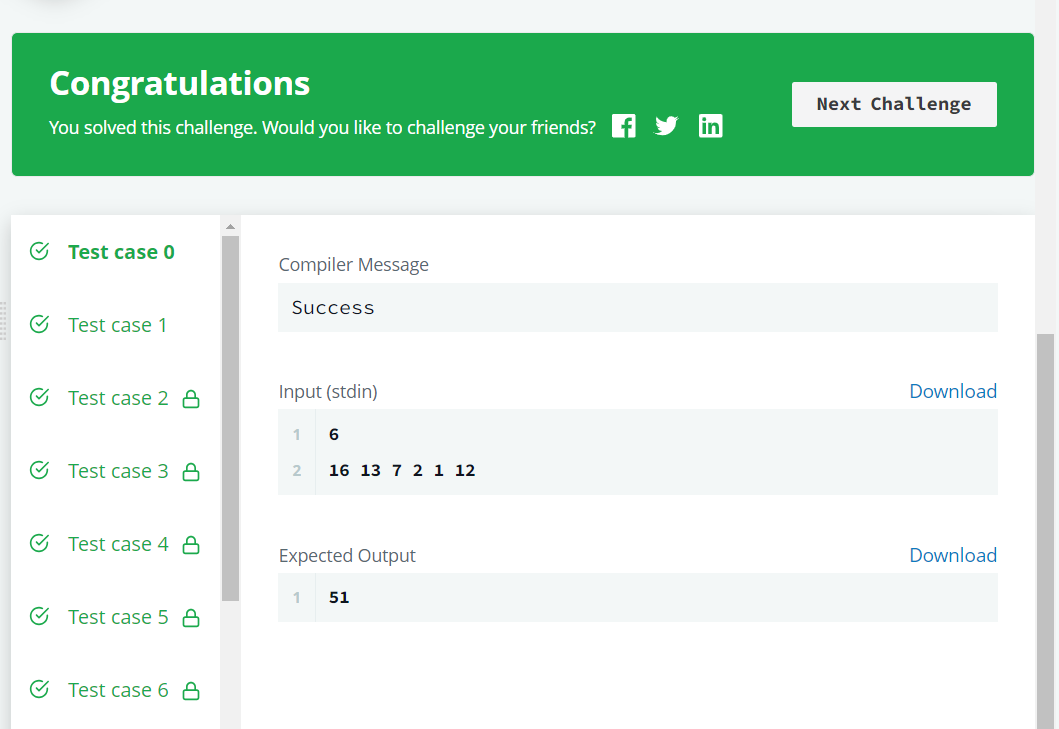 Congratulations
You solved this challenge. Would you like to challenge your friends?
Next Challenge
Test case 0
Test case 1
Test case 2
Test case 3
Test case 4
Test case 5
Test case 6
Compiler Message
Success
Input (stdin)
Download
1 6
2 16 13 7 2 1 12
Expected Output
Download
1 51